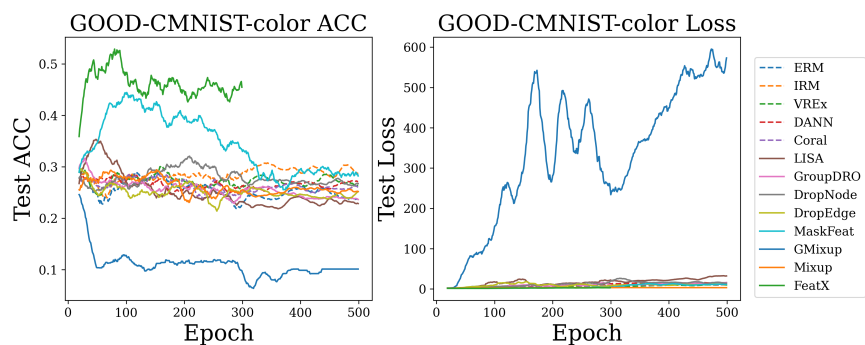 GOOD-CMNIST-color ACC
Test ACC
0.5
0.4
0.3
0.2
0.1
0
100
200
300
400
500
Epoch
GOOD-CMNIST-color Loss
Test Loss
600
500
400
300
200
100
0
0
100
200
300
400
500
Epoch
ERM
IRM
VREx
DANN
Coral
LISA
GroupDRO
DropNode
DropEdge
MaskFeat
GMixup
Mixup
FeatX